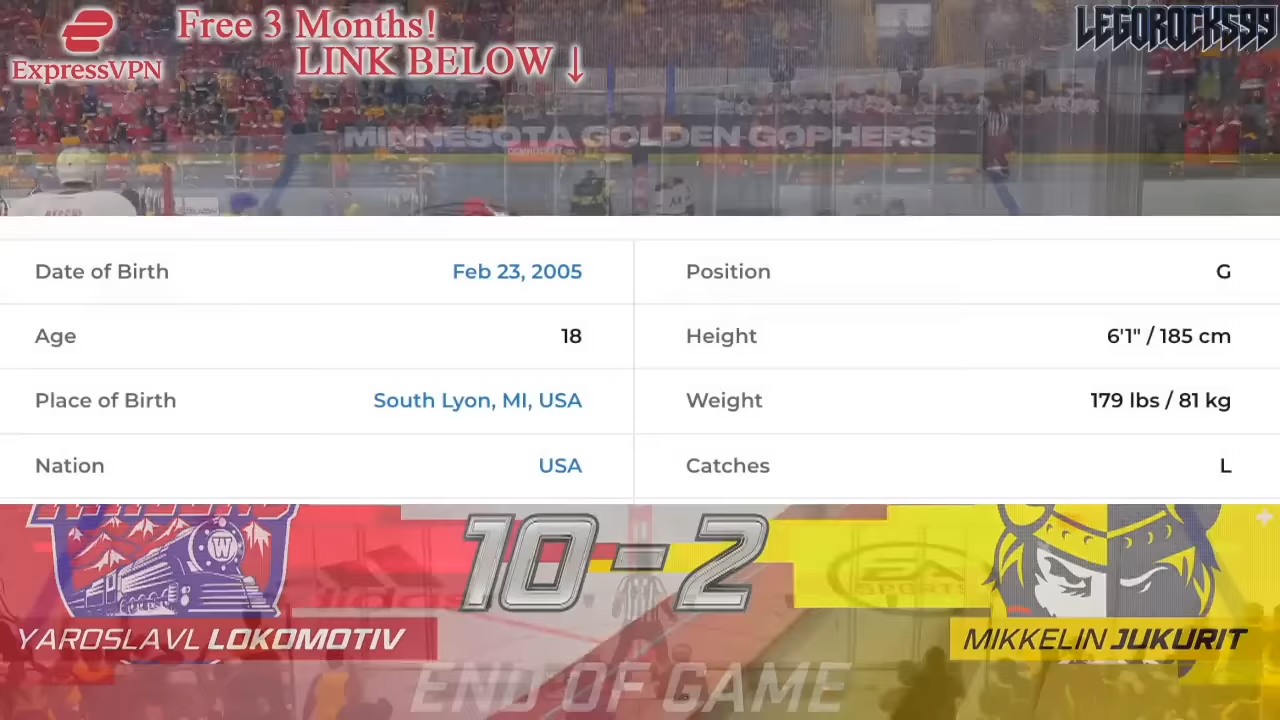 Free 3 Months!
LINK BELOW ↓
ExpressVPN
LEGOROCKS99
MINNESOTA GOLDEN GOPHERS
Date of Birth
Feb 23, 2005
Position
G
Age
18
Height
6'1" / 185 cm
Place of Birth
South Lyon, MI, USA
Weight
179 lbs / 81 kg
Nation
USA
Catches
L
10 - 2
W
EA
SPORTS
YAROSLAVL LOKOMOTIV
MIKKELIN JUKURIT
END OF GAME